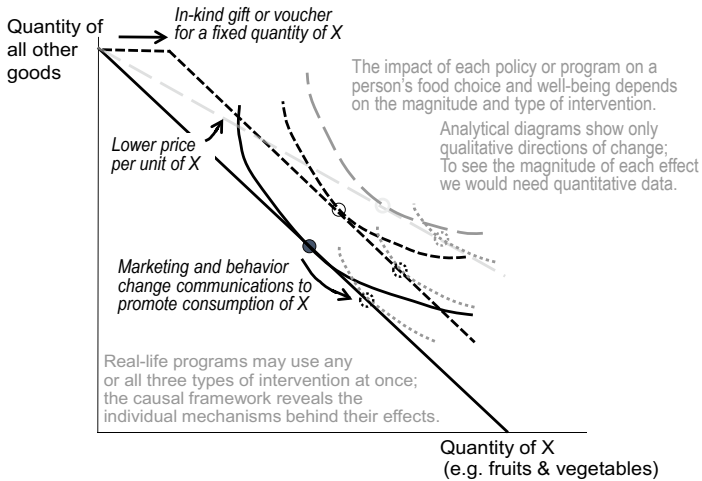 Quantity of
all other
goods
In-kind gift or voucher
for a fixed quantity of X
The impact of each policy or program on a
person's food choice and well-being depends
on the magnitude and type of intervention.
Analytical diagrams show only
qualitative directions of change;
To see the magnitude of each effect
we would need quantitative data.
Lower price
per unit of X
Marketing and behavior
change communications to
promote consumption of X
Real-life programs may use any
or all three types of intervention at once;
the causal framework reveals the
individual mechanisms behind their effects.
Quantity of X
(e.g. fruits & vegetables)